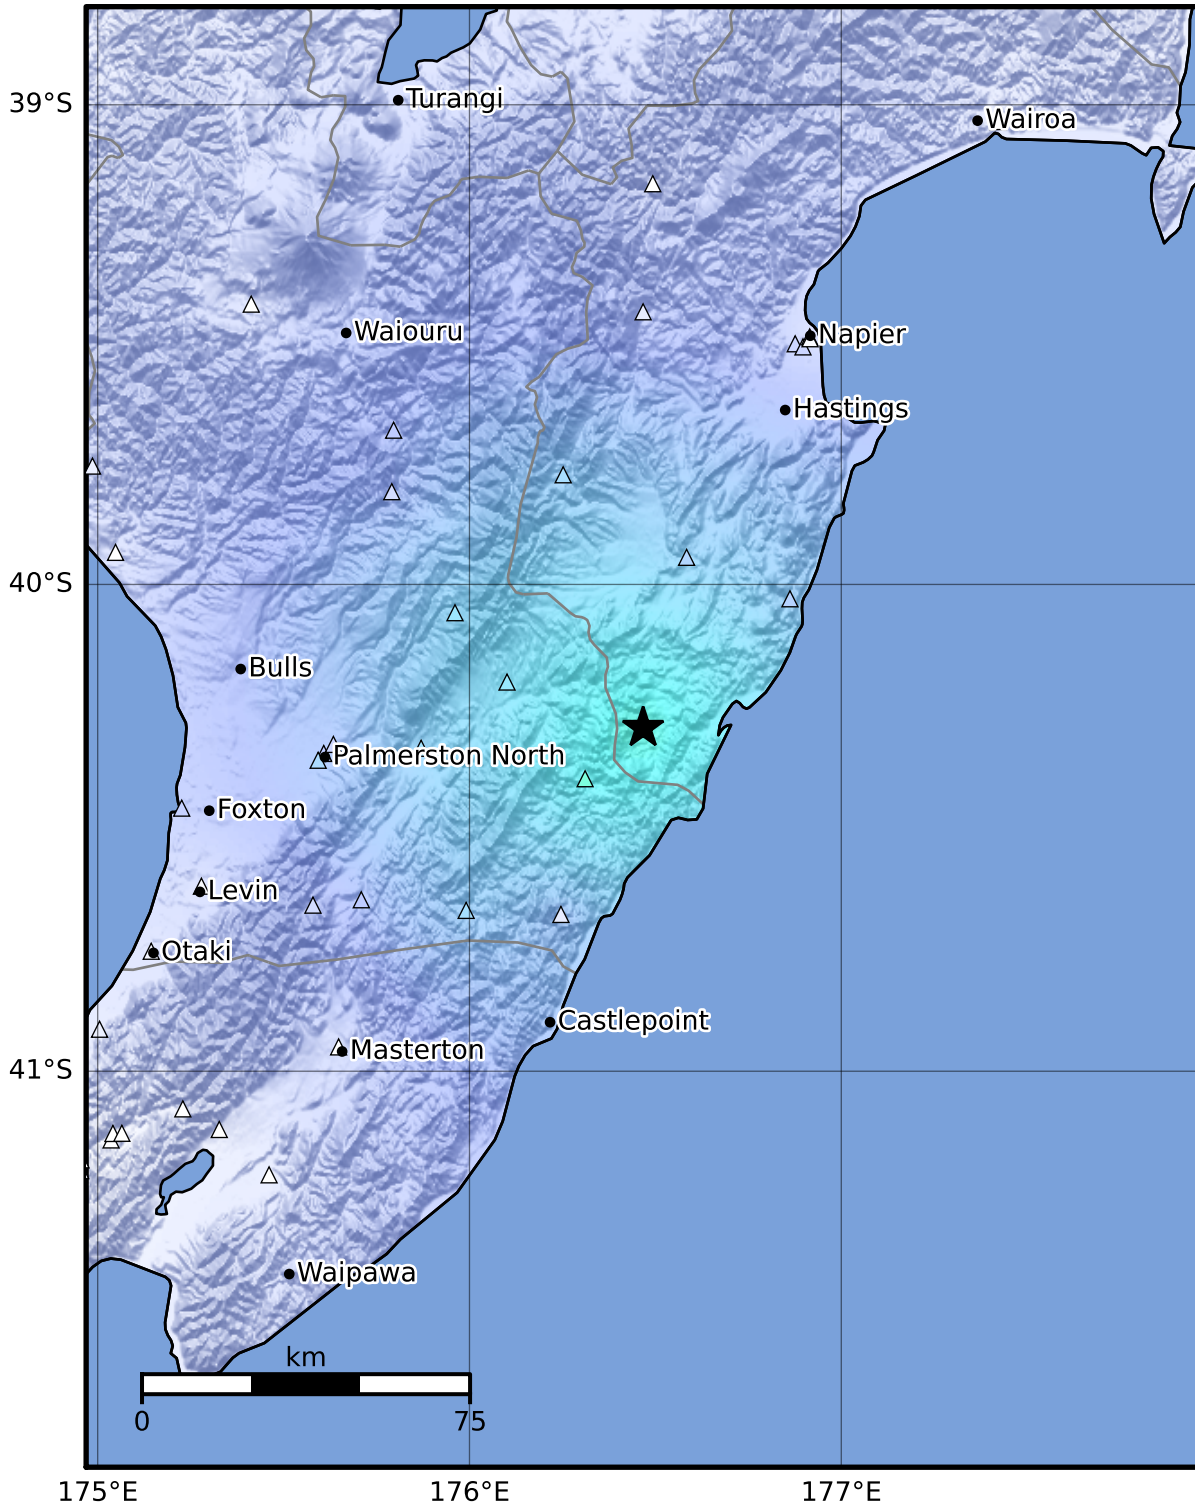 Turangi
39°S
Wairoa
Waiouru
Napier
Hastings
40°S
Bulls
Palmerston North
Foxton
Levin
Otaki
Castlepoint
Masterton
41°S
Waipawa
km
0
75
175°E
176°E
177°E